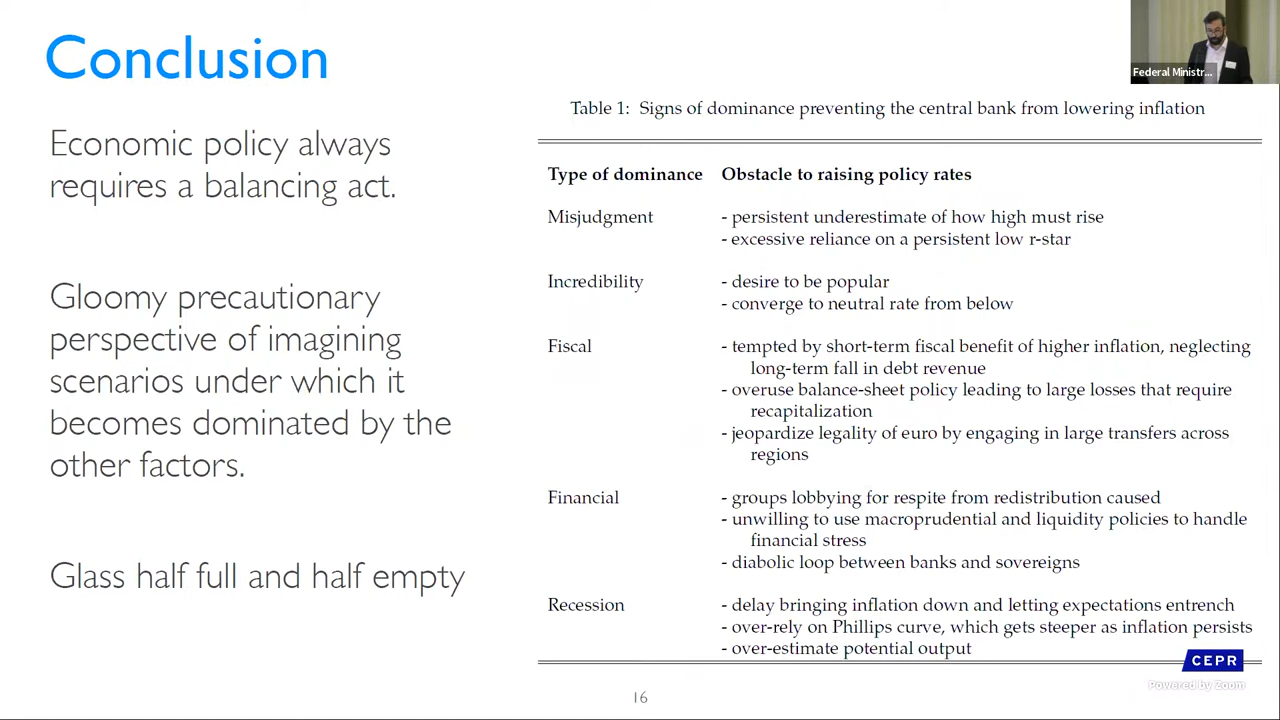 Conclusion
Federal Ministr...
Economic policy always
requires a balancing act.
Gloomy precautionary
perspective of imagining
scenarios under which it
becomes dominated by the
other factors.
Glass half full and half empty
Table 1: Signs of dominance preventing the central bank from lowering inflation
Type of dominance Obstacle to raising policy rates
Misjudgment - persistent underestimate of how high must rise
- excessive reliance on a persistent low r-star
Incredibility - desire to be popular
- converge to neutral rate from below
Fiscal - tempted by short-term fiscal benefit of higher inflation, neglecting
long-term fall in debt revenue
- overuse balance-sheet policy leading to large losses that require
recapitalization
- jeopardize legality of euro by engaging in large transfers across
regions
Financial - groups lobbying for respite from redistribution caused
- unwilling to use macroprudential and liquidity policies to handle
financial stress
- diabolic loop between banks and sovereigns
Recession - delay bringing inflation down and letting expectations entrench
- over-rely on Phillips curve, which gets steeper as inflation persists
- over-estimate potential output
CEPR
Powered by Zoom
16